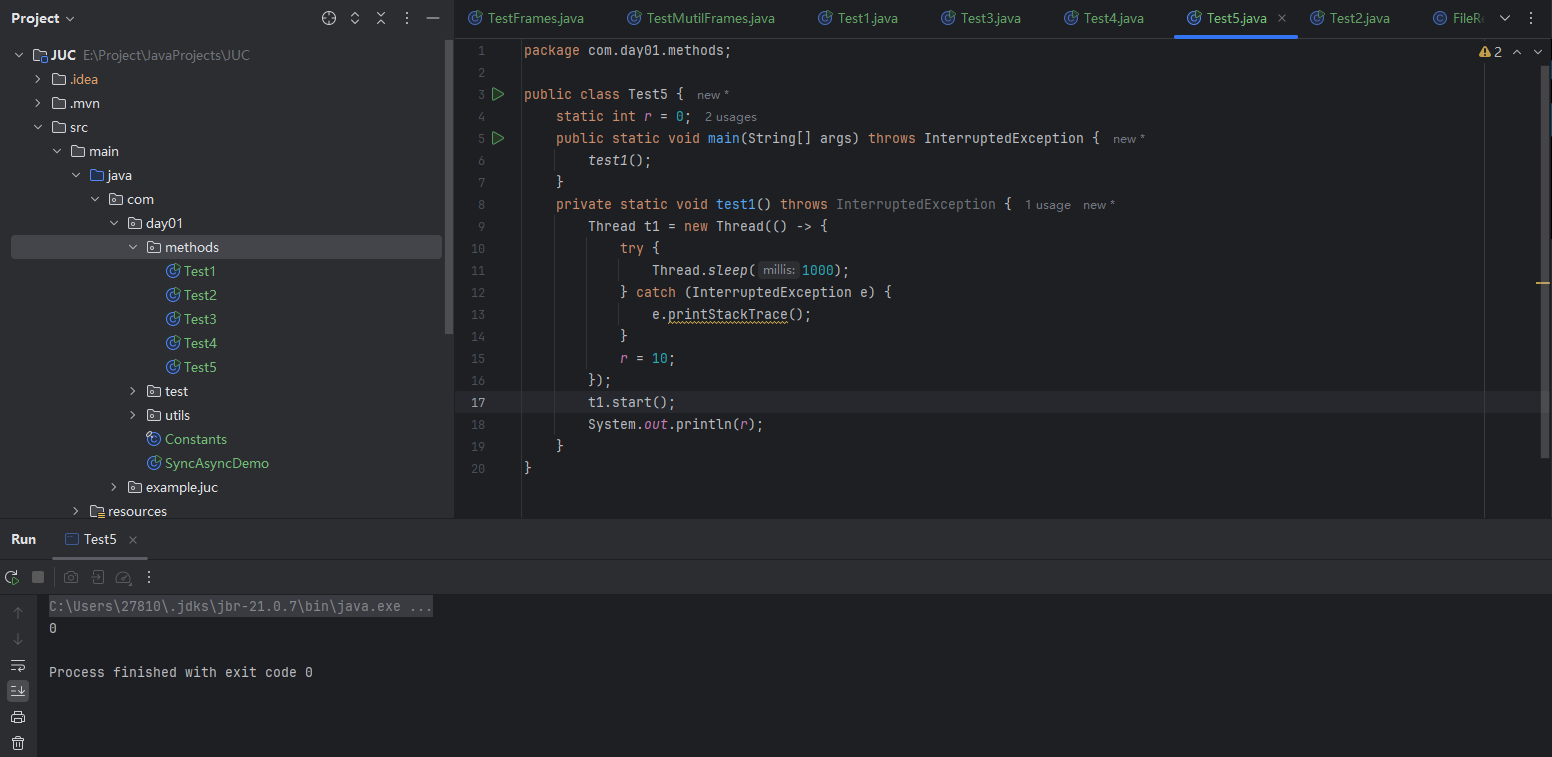 Project
JUC E:\Project\JavaProjects\JUC
.idea
.mvn
src
main
java
com
day01
methods
Test1
Test2
Test3
Test4
Test5
test
utils
Constants
SyncAsyncDemo
example.juc
resources
TestFrames.java TestMutilFrames.java Test1.java Test3.java Test4.java Test5.java Test2.java
2
1 package com.day01.methods;
2
3 public class Test5 { new *
4 static int r = 0; 2 usages
5 public static void main(String[] args) throws InterruptedException { new *
6 test1();
7 }
8 private static void test1() throws InterruptedException { 1 usage new *
9 Thread t1 = new Thread(() -> {
10 try {
11 Thread.sleep( millis: 1000);
12 } catch (InterruptedException e) {
13 e.printStackTrace();
14 }
15 r = 10;
16 });
17 t1.start();
18 System.out.println(r);
19 }
20 }
Run Test5
C:\Users\27810\.jdks\jbr-21.0.7\bin\java.exe ...
0
Process finished with exit code 0